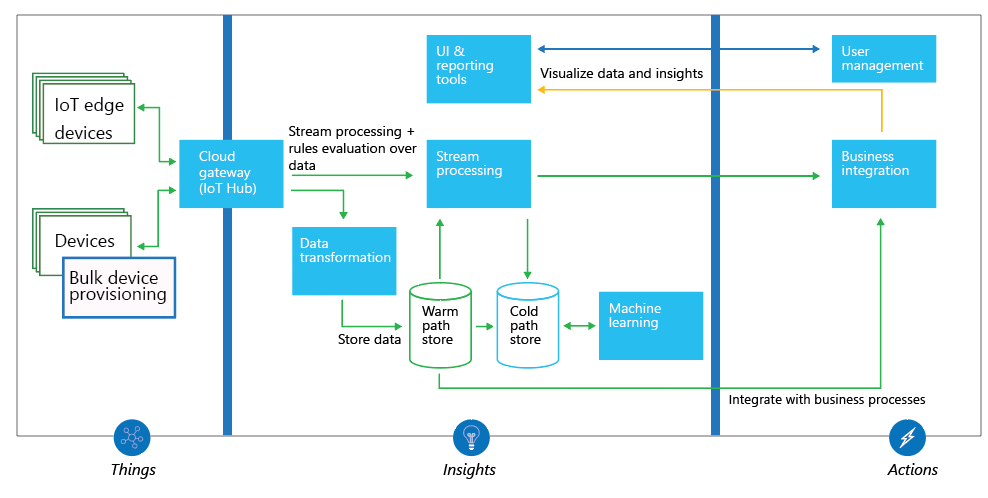 IoT edge
devices
Devices
Bulk device
provisioning
Cloud
gateway
(IoT Hub)
Stream processing +
rules evaluation over
data
Data
transformation
Store data
UI &
reporting
tools
Visualize data and insights
Stream
processing
Warm
path
store
Cold
path
store
Machine
learning
User
management
Business
integration
Integrate with business processes
Things
Insights
Actions